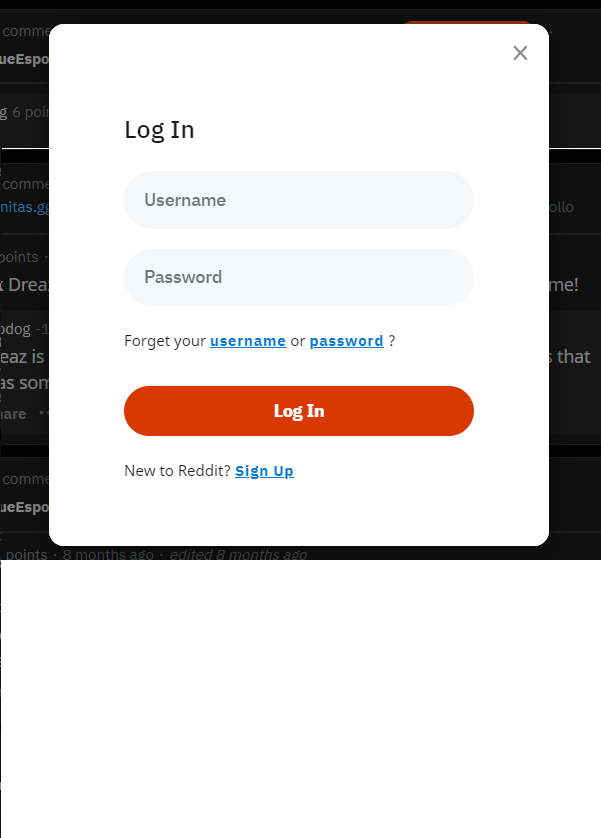 comme
ueEspo
g 6 poin
Log In
Username
comme
nitas.gg
ollo
points ·
Password
x Dreaz
me!
odog -1
Forget your username or password ?
eaz is
s that
as som
Log In
hare
New to Reddit? Sign Up
comme
ueEspo
points · 8 months ago · edited 8 months ago